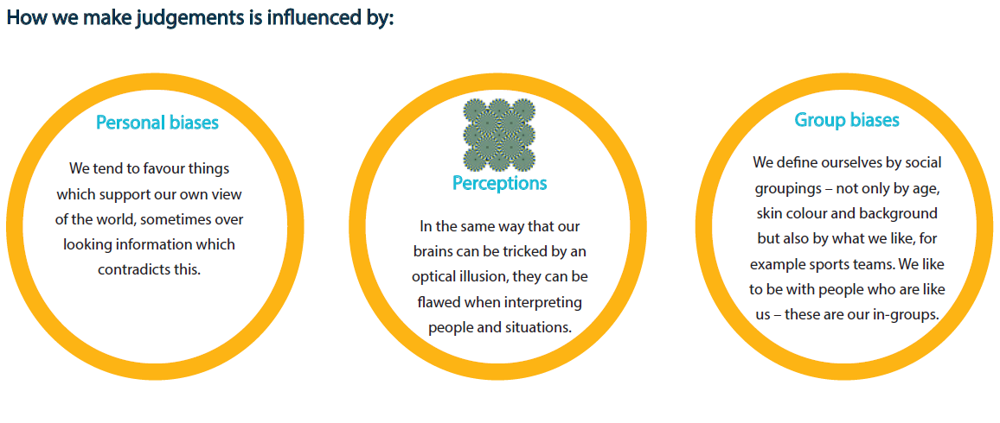 How we make judgements is influenced by:
Personal biases
We tend to favour things
which support our own view
of the world, sometimes over
looking information which
contradicts this.
Perceptions
In the same way that our
brains can be tricked by an
optical illusion, they can be
flawed when interpreting
people and situations.
Group biases
We define ourselves by social
groupings – not only by age,
skin colour and background
but also by what we like, for
example sports teams. We like
to be with people who are like
us – these are our in-groups.